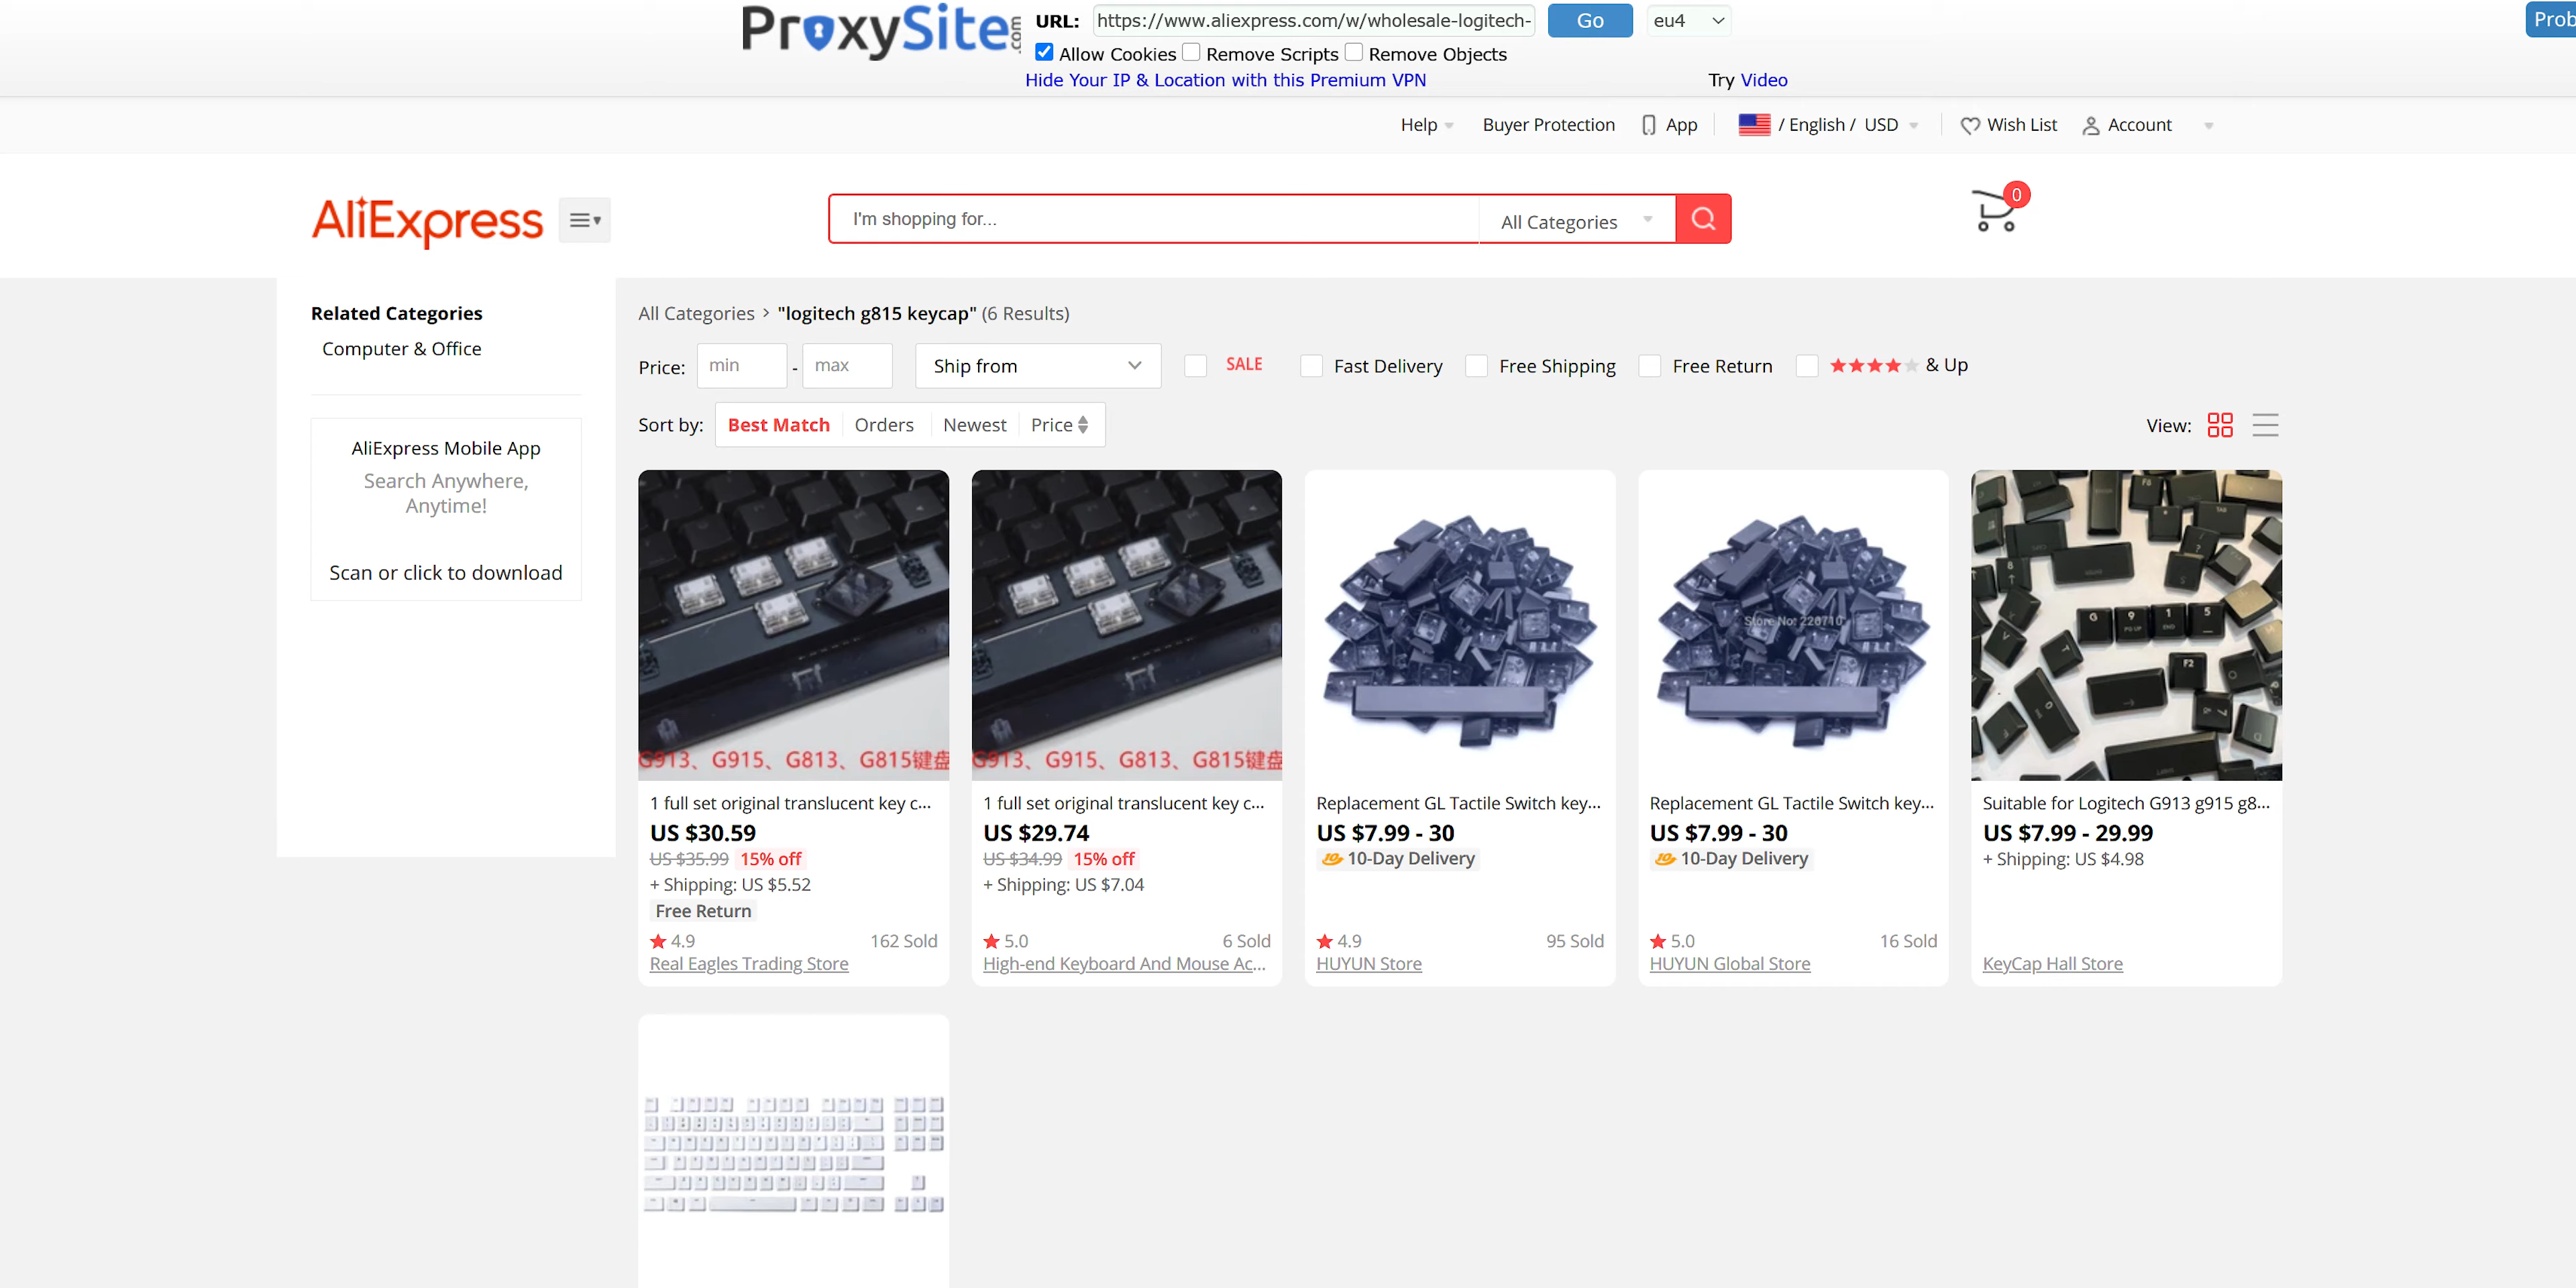 ProxySite.com
URL: https://www.aliexpress.com/w/wholesale-logitech- Go eu4
Prob
Allow Cookies Remove Scripts Remove Objects
Hide Your IP & Location with this Premium VPN Try Video
Help Buyer Protection App / English / USD Wish List Account
AliExpress
I'm shopping for... All Categories
0
Related Categories
Computer & Office
AliExpress Mobile App
Search Anywhere,
Anytime!
Scan or click to download
All Categories > "logitech g815 keycap" (6 Results)
Price: min - max Ship from SALE Fast Delivery Free Shipping Free Return & Up
Sort by: Best Match Orders Newest Price View:
G913、G915、G813、G815键盘
1 full set original translucent key c...
US $30.59
US $35.99 15% off
+ Shipping: US $5.52
Free Return
4.9 162 Sold
Real Eagles Trading Store
G913、G915、G813、G815键盘
1 full set original translucent key c...
US $29.74
US $34.99 15% off
+ Shipping: US $7.04
5.0 6 Sold
High-end Keyboard And Mouse Ac...
Replacement GL Tactile Switch key...
US $7.99 - 30
10-Day Delivery
4.9 95 Sold
HUYUN Store
Store No: 220710
Replacement GL Tactile Switch key...
US $7.99 - 30
10-Day Delivery
5.0 16 Sold
HUYUN Global Store
G 9 1 5
F2
Suitable for Logitech G913 g915 g8...
US $7.99 - 29.99
+ Shipping: US $4.98
KeyCap Hall Store